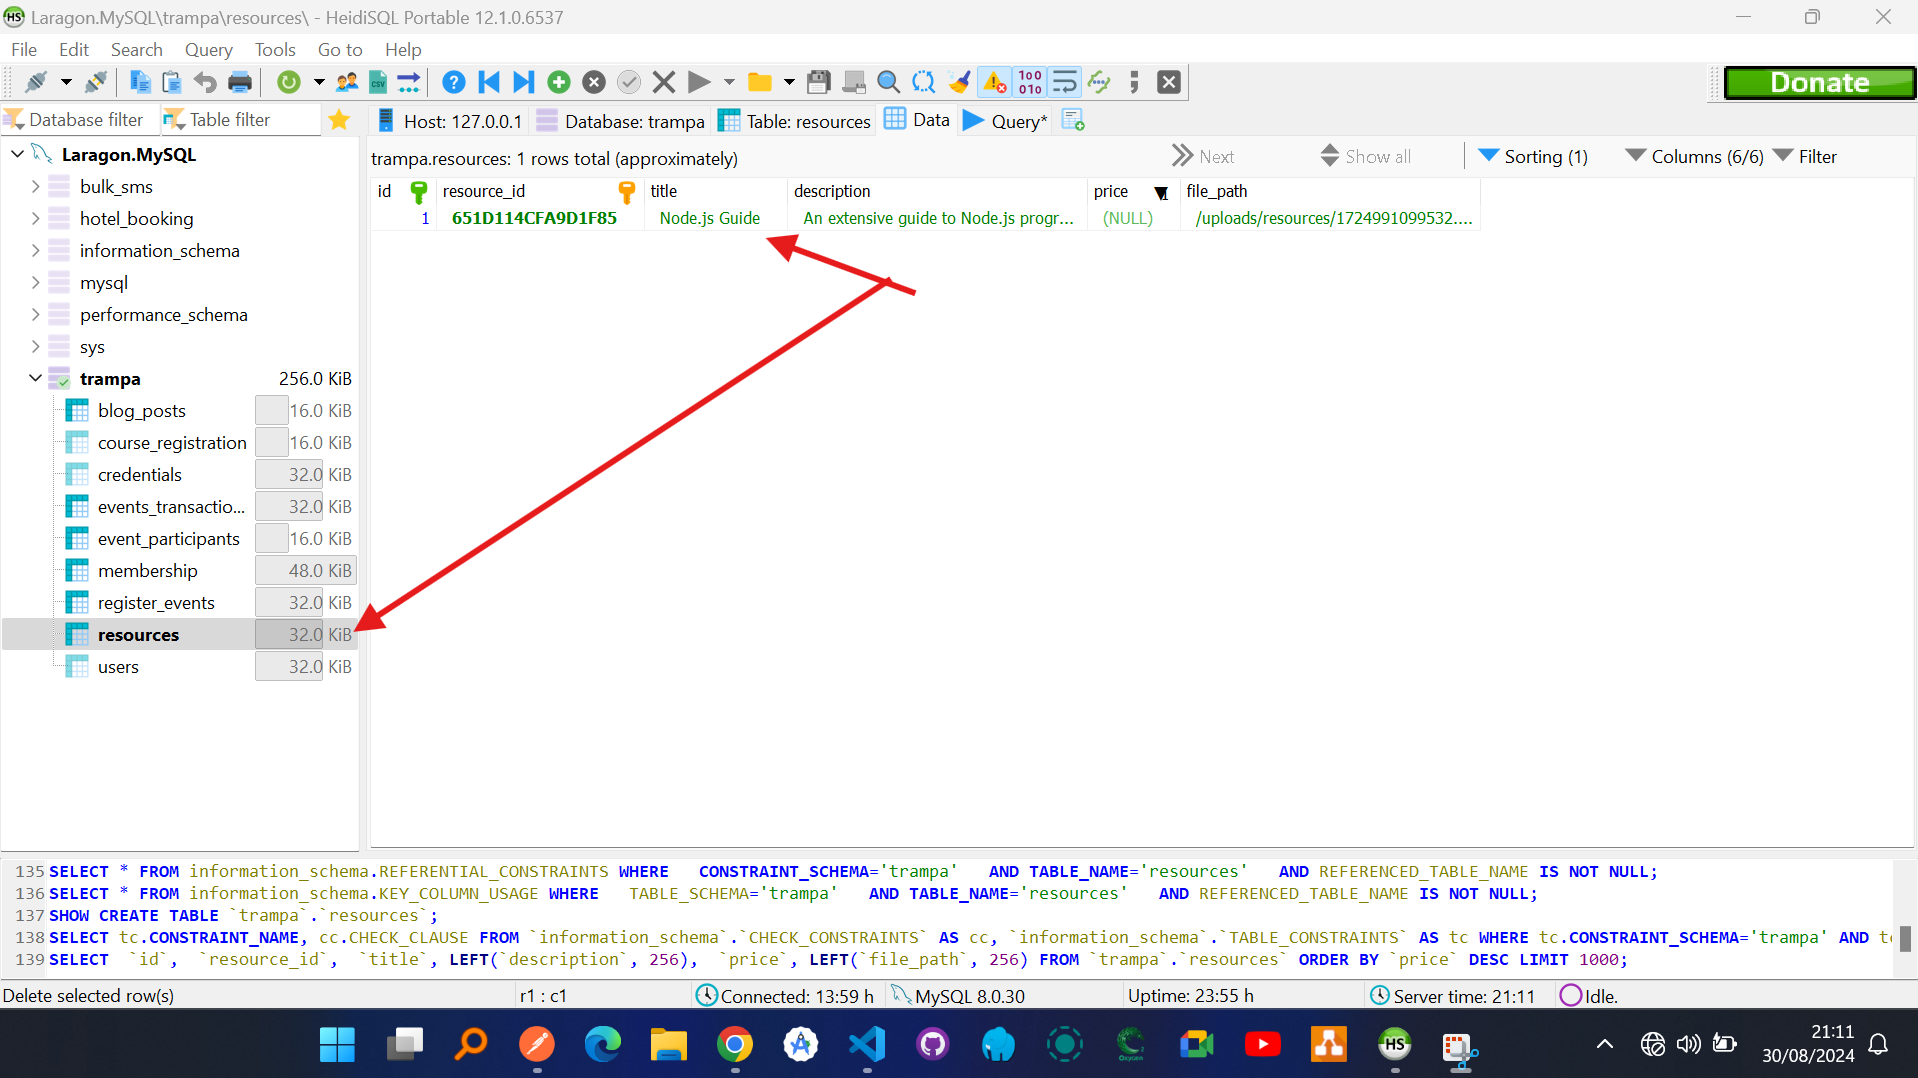 Laragon.MySQL\trampa\resources\ - HeidiSQL Portable 12.1.0.6537
File Edit Search Query Tools Go to Help
Donate
Database filter Table filter
Host: 127.0.0.1 Database: trampa Table: resources Data Query*
trampa.resources: 1 rows total (approximately) Next Show all Sorting (1) Columns (6/6) Filter
id resource_id title description price 1 file_path
1 651D114CFA9D1F85 Node.js Guide An extensive guide to Node.js progr... (NULL) /uploads/resources/1724991099532....
Laragon.MySQL
bulk_sms
hotel_booking
information_schema
mysql
performance_schema
sys
trampa 256.0 KiB
blog_posts 16.0 KiB
course_registration 16.0 KiB
credentials 32.0 KiB
events_transactio... 32.0 KiB
event_participants 16.0 KiB
membership 48.0 KiB
register_events 32.0 KiB
resources 32.0 KiB
users 32.0 KiB
135 SELECT * FROM information_schema.REFERENTIAL_CONSTRAINTS WHERE CONSTRAINT_SCHEMA='trampa' AND TABLE_NAME='resources' AND REFERENCED_TABLE_NAME IS NOT NULL;
136 SELECT * FROM information_schema.KEY_COLUMN_USAGE WHERE TABLE_SCHEMA='trampa' AND TABLE_NAME='resources' AND REFERENCED_TABLE_NAME IS NOT NULL;
137 SHOW CREATE TABLE `trampa`.`resources`;
138 SELECT tc.CONSTRAINT_NAME, cc.CHECK_CLAUSE FROM `information_schema`.`CHECK_CONSTRAINTS` AS cc, `information_schema`.`TABLE_CONSTRAINTS` AS tc WHERE tc.CONSTRAINT_SCHEMA='trampa' AND tc
139 SELECT `id`, `resource_id`, `title`, LEFT(`description`, 256), `price`, LEFT(`file_path`, 256) FROM `trampa`.`resources` ORDER BY `price` DESC LIMIT 1000;
Delete selected row(s) r1 : c1 Connected: 13:59 h MySQL 8.0.30 Uptime: 23:55 h Server time: 21:11 Idle.
21:11
30/08/2024